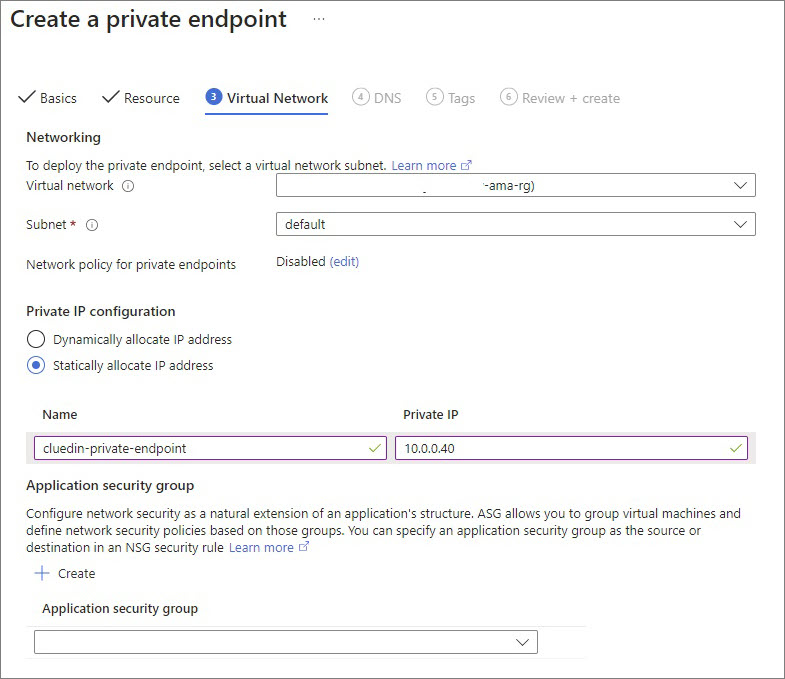 Create a private endpoint ...
Basics Resource 3 Virtual Network 4 DNS 5 Tags 6 Review + create
Networking
To deploy the private endpoint, select a virtual network subnet. Learn more
Virtual network -ama-rg)
Subnet * default
Network policy for private endpoints Disabled (edit)
Private IP configuration
Dynamically allocate IP address
Statically allocate IP address
Name Private IP
cluedin-private-endpoint 10.0.0.40
Application security group
Configure network security as a natural extension of an application's structure. ASG allows you to group virtual machines and
define network security policies based on those groups. You can specify an application security group as the source or
destination in an NSG security rule Learn more
Create
Application security group